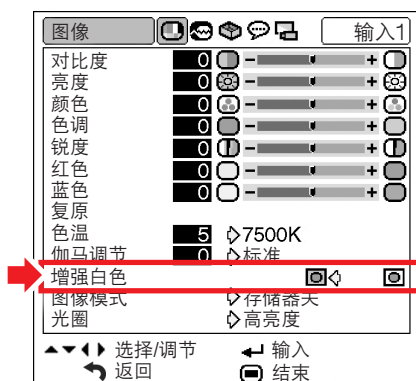 图像 输入1
对比度 0 - +
亮度 0 - +
颜色 0 - +
色调 0 - +
锐度 0 - +
红色 0 - +
蓝色 0 - +
复原
色温 5 7500K
伽马调节 0 标准
增强白色
图像模式 存储器关
光圈 高亮度
选择/调节 输入
返回 结束